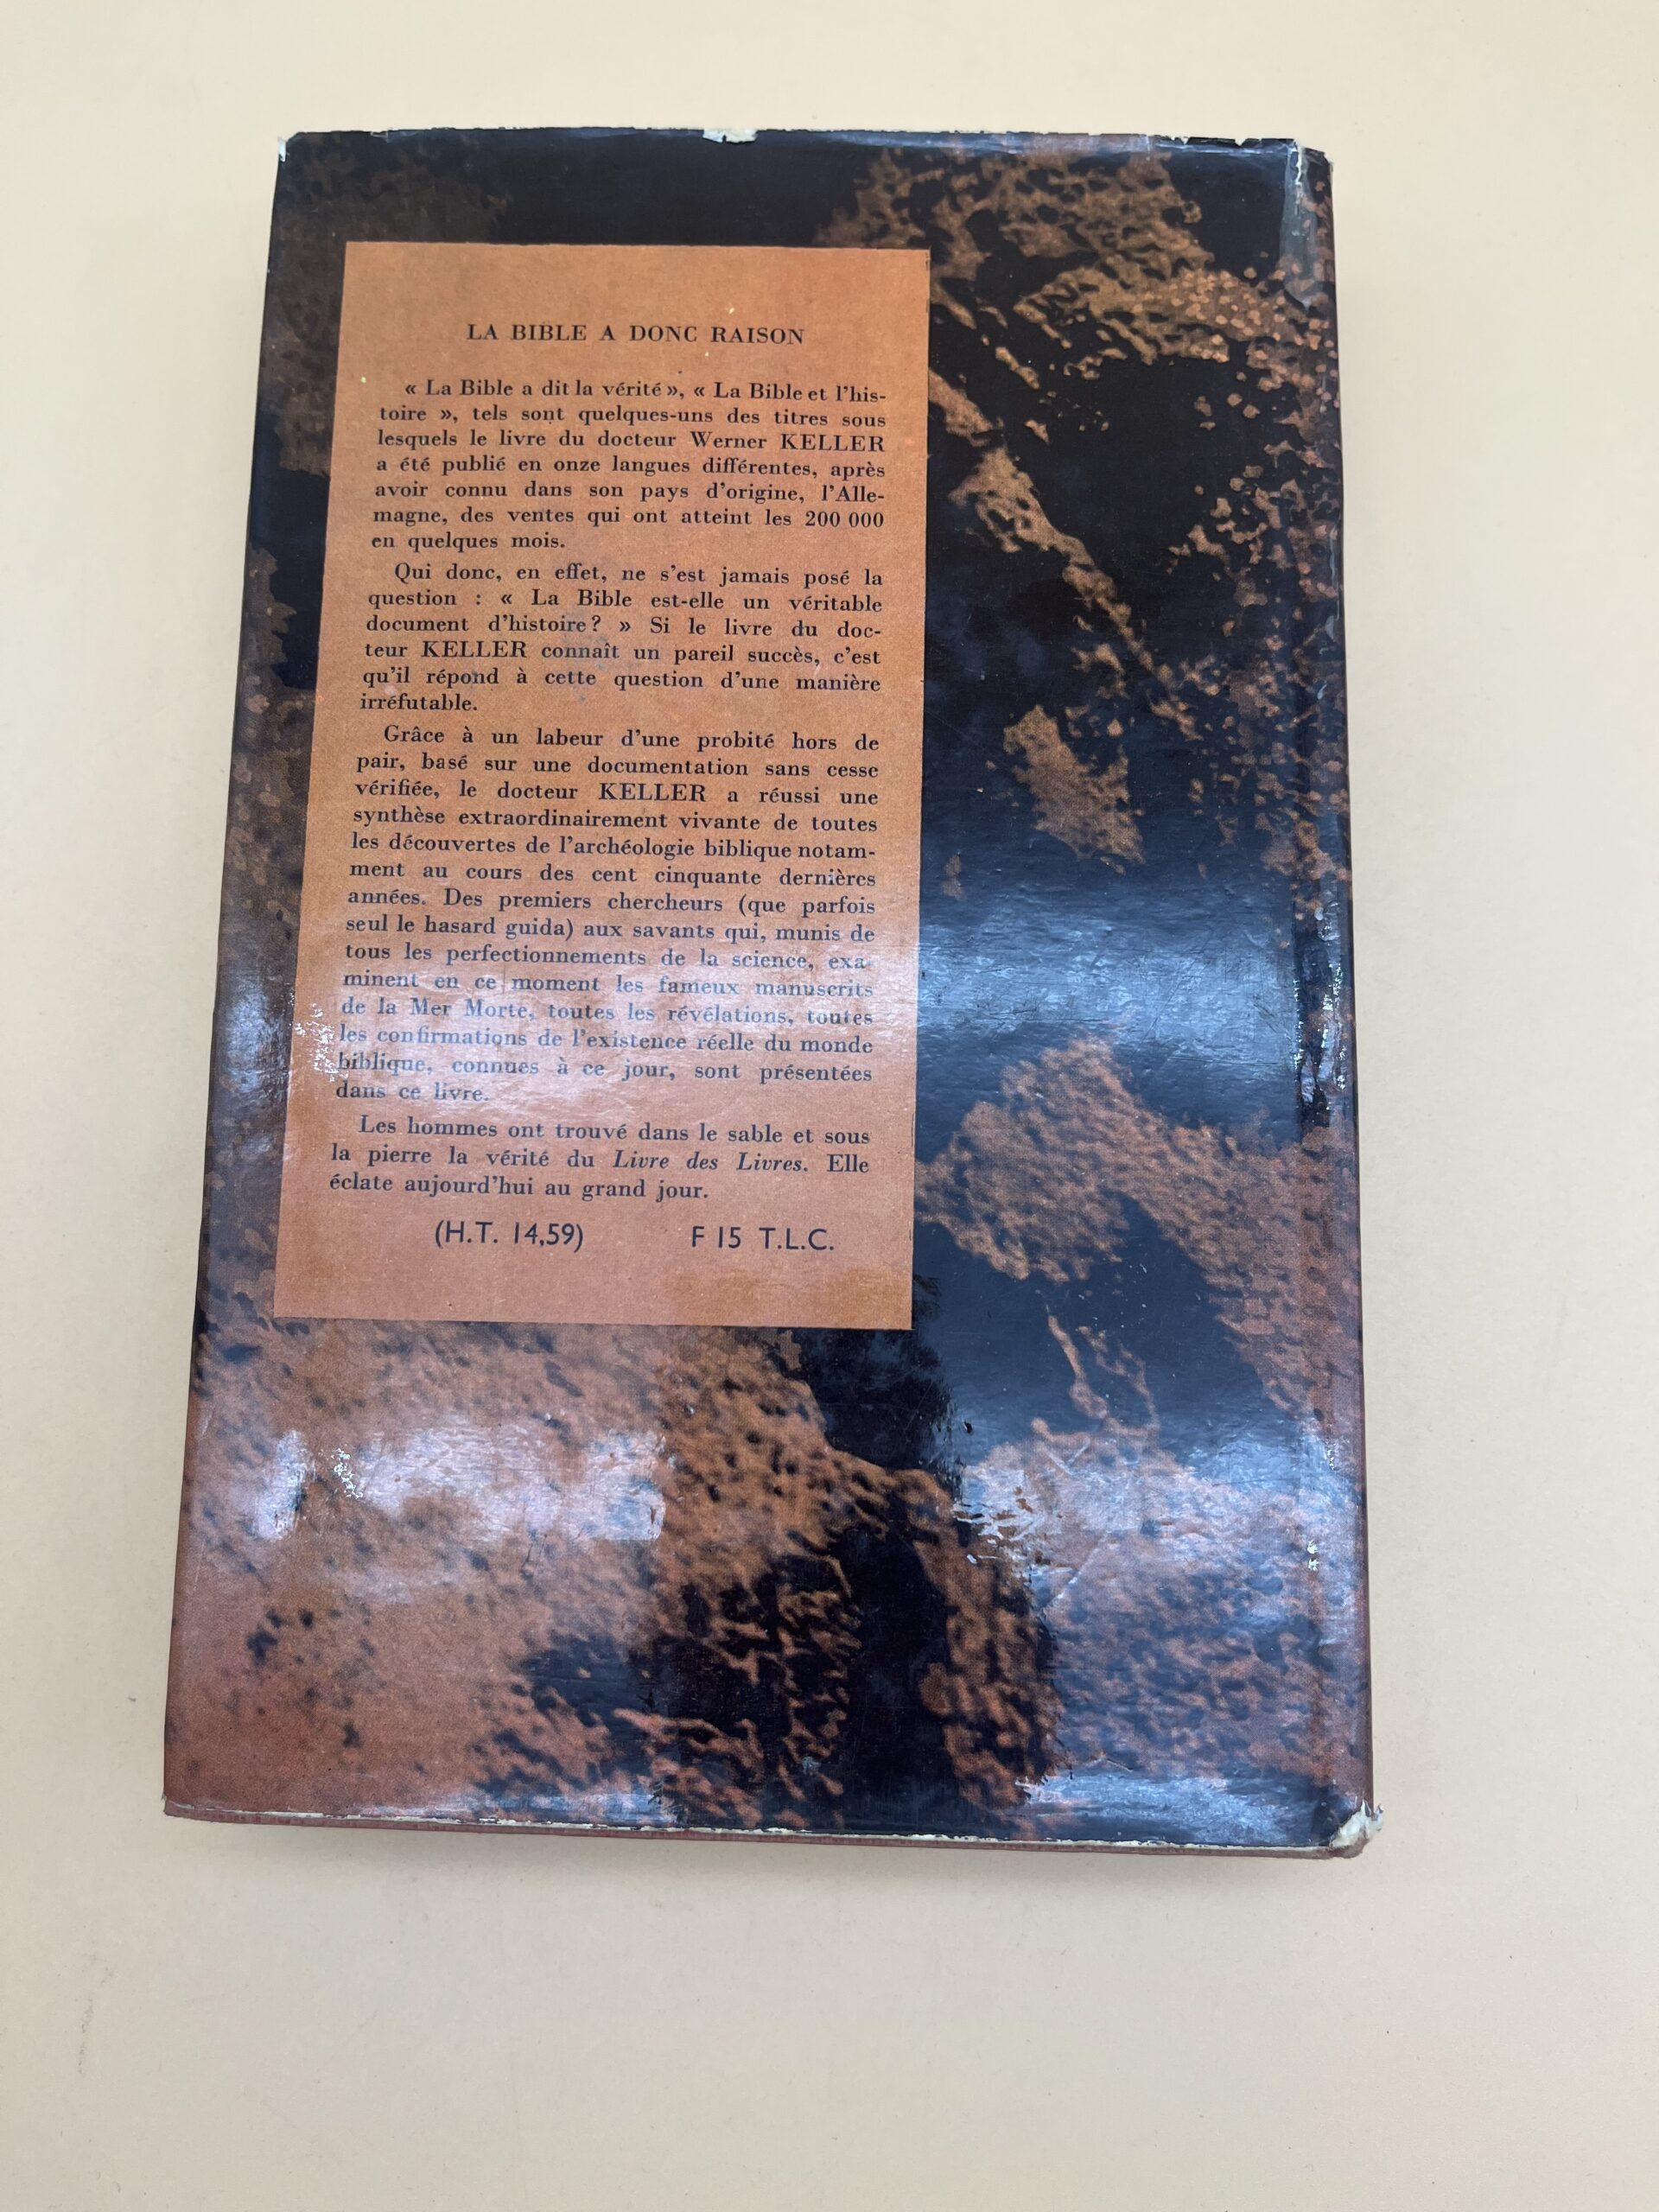 LA BIBLE A DONC RAISON
« La Bible a dit la vérité », « La Bible et l'his-
toire », tels sont quelques-uns des titres sous
lesquels le livre du docteur Werner KELLER
a été publié en onze langues différentes, après
avoir connu dans son pays d'origine, l'Alle-
magne, des ventes qui ont atteint les 200 000
en quelques mois.
Qui donc, en effet, ne s'est jamais posé la
question : « La Bible est-elle un véritable
document d'histoire ? » Si le livre du doc-
teur KELLER connaît un pareil succès, c'est
qu'il répond à cette question d'une manière
irréfutable.
Grâce à un labeur d'une probité hors de
pair, basé sur une documentation sans cesse
vérifiée, le docteur KELLER a réussi une
synthèse extraordinairement vivante de toutes
les découvertes de l'archéologie biblique notam-
ment au cours des cent cinquante dernières
années. Des premiers chercheurs (que parfois
seul le hasard guida) aux savants qui, munis de
tous les perfectionnements de la science, exa-
minent en ce moment les fameux manuscrits
de la Mer Morte, toutes les révélations, toutes
les confirmations de l'existence réelle du monde
biblique, connues à ce jour, sont présentées
dans ce livre.
Les hommes ont trouvé dans le sable et sous
la pierre la vérité du Livre des Livres. Elle
éclate aujourd'hui au grand jour.
(H.T. 14,59) F 15 T.L.C.